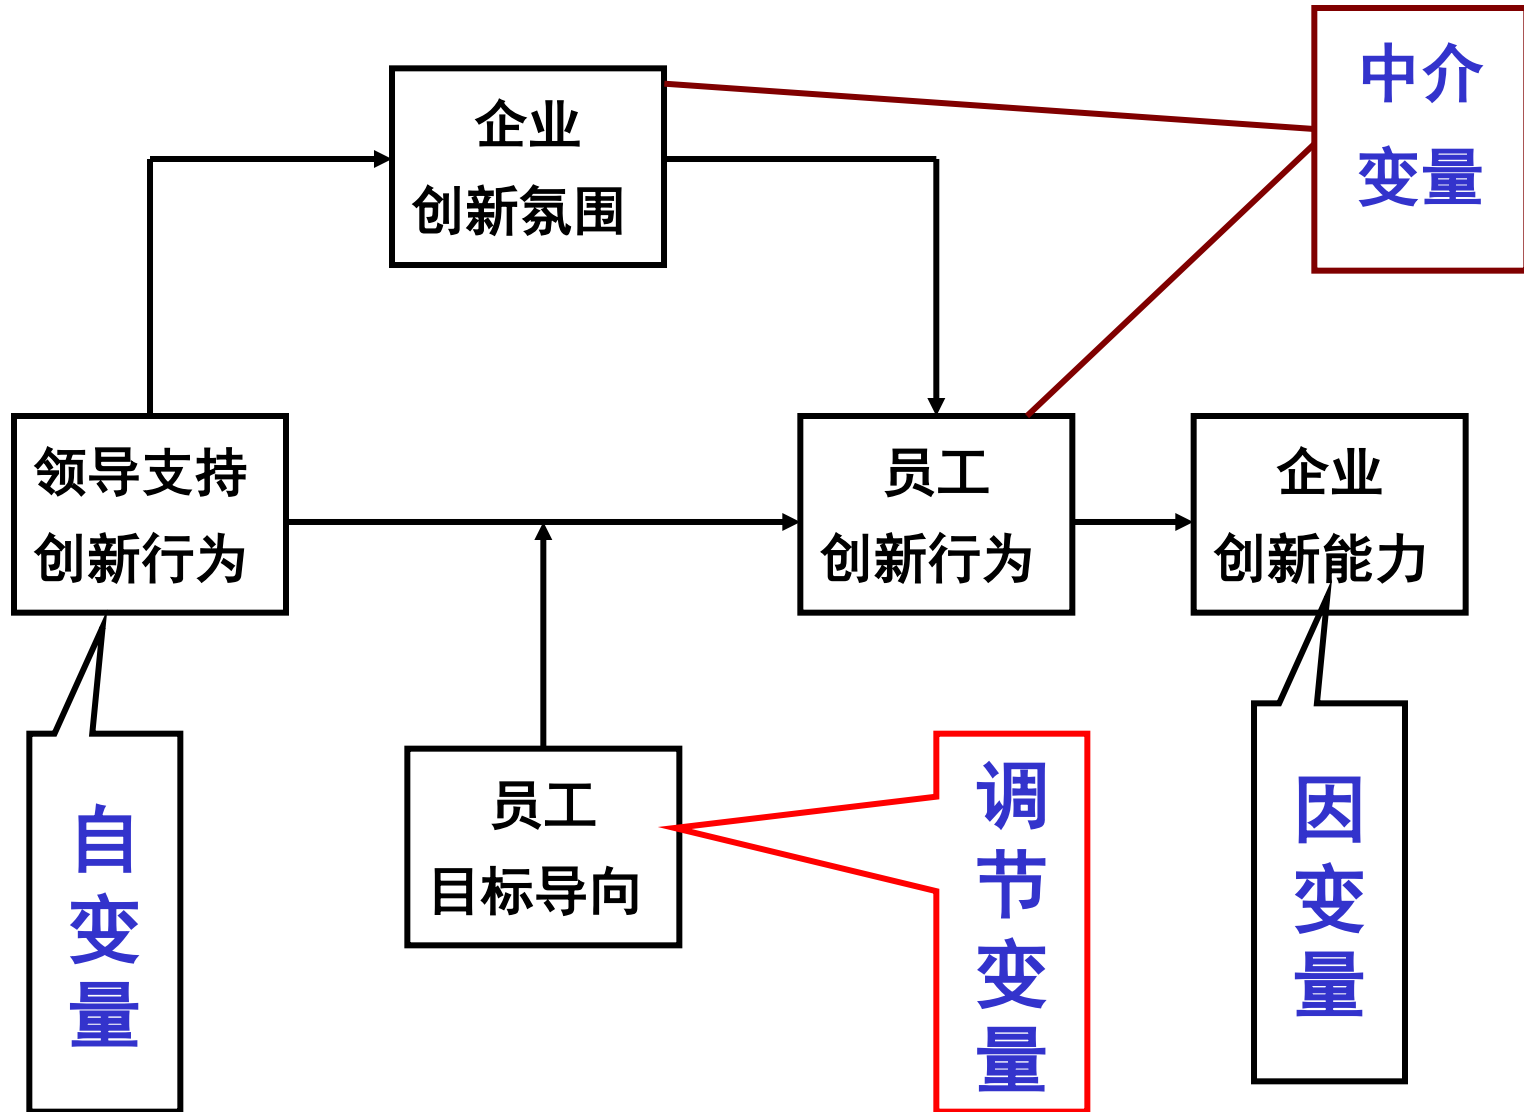 中介
变量
企业
创新氛围
领导支持
创新行为
员工
创新行为
企业
创新能力
员工
目标导向
自
变
量
调
节
变
量
因
变
量